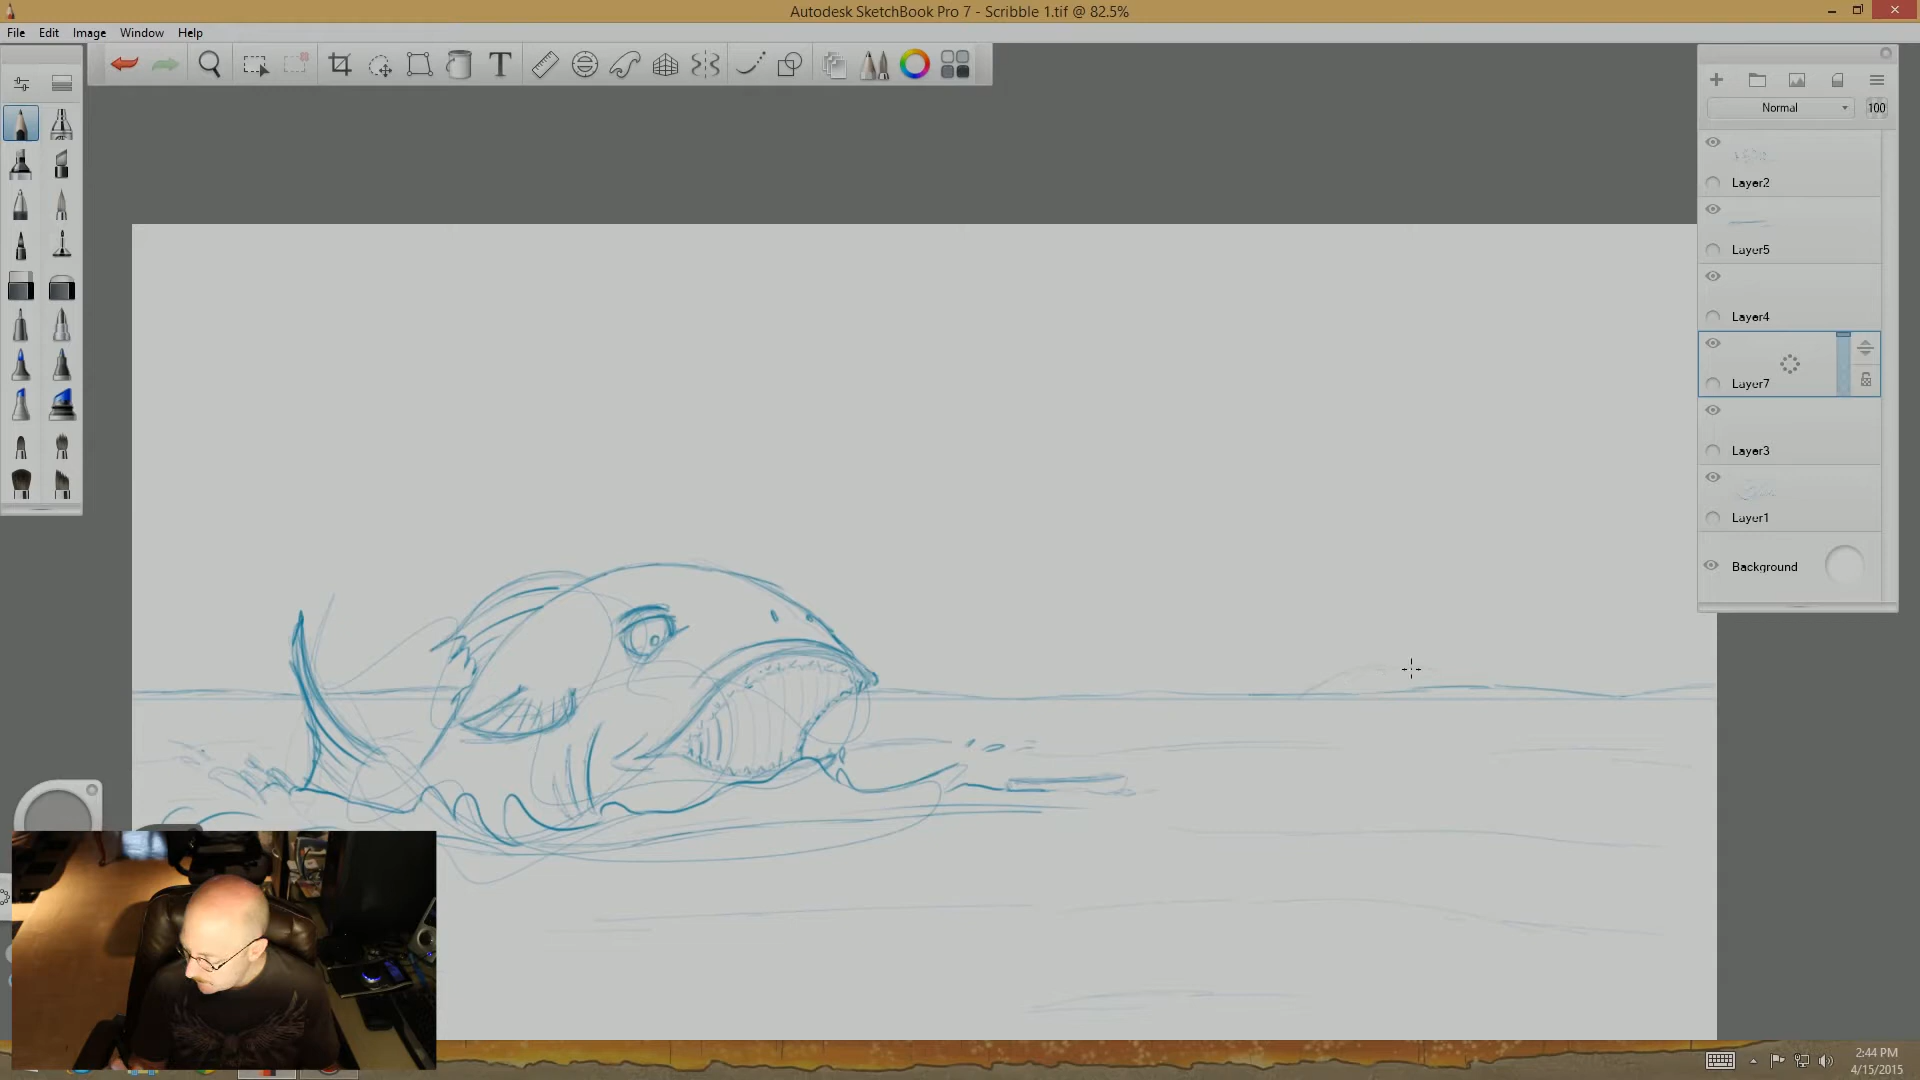 Autodesk SketchBook Pro 7 - Scribble 1.tif @ 82.5%
File Edit Image Window Help
Normal 100
Layer2
Layer5
Layer4
Layer7
Layer3
Layer1
Background
2:44 PM
4/15/2015